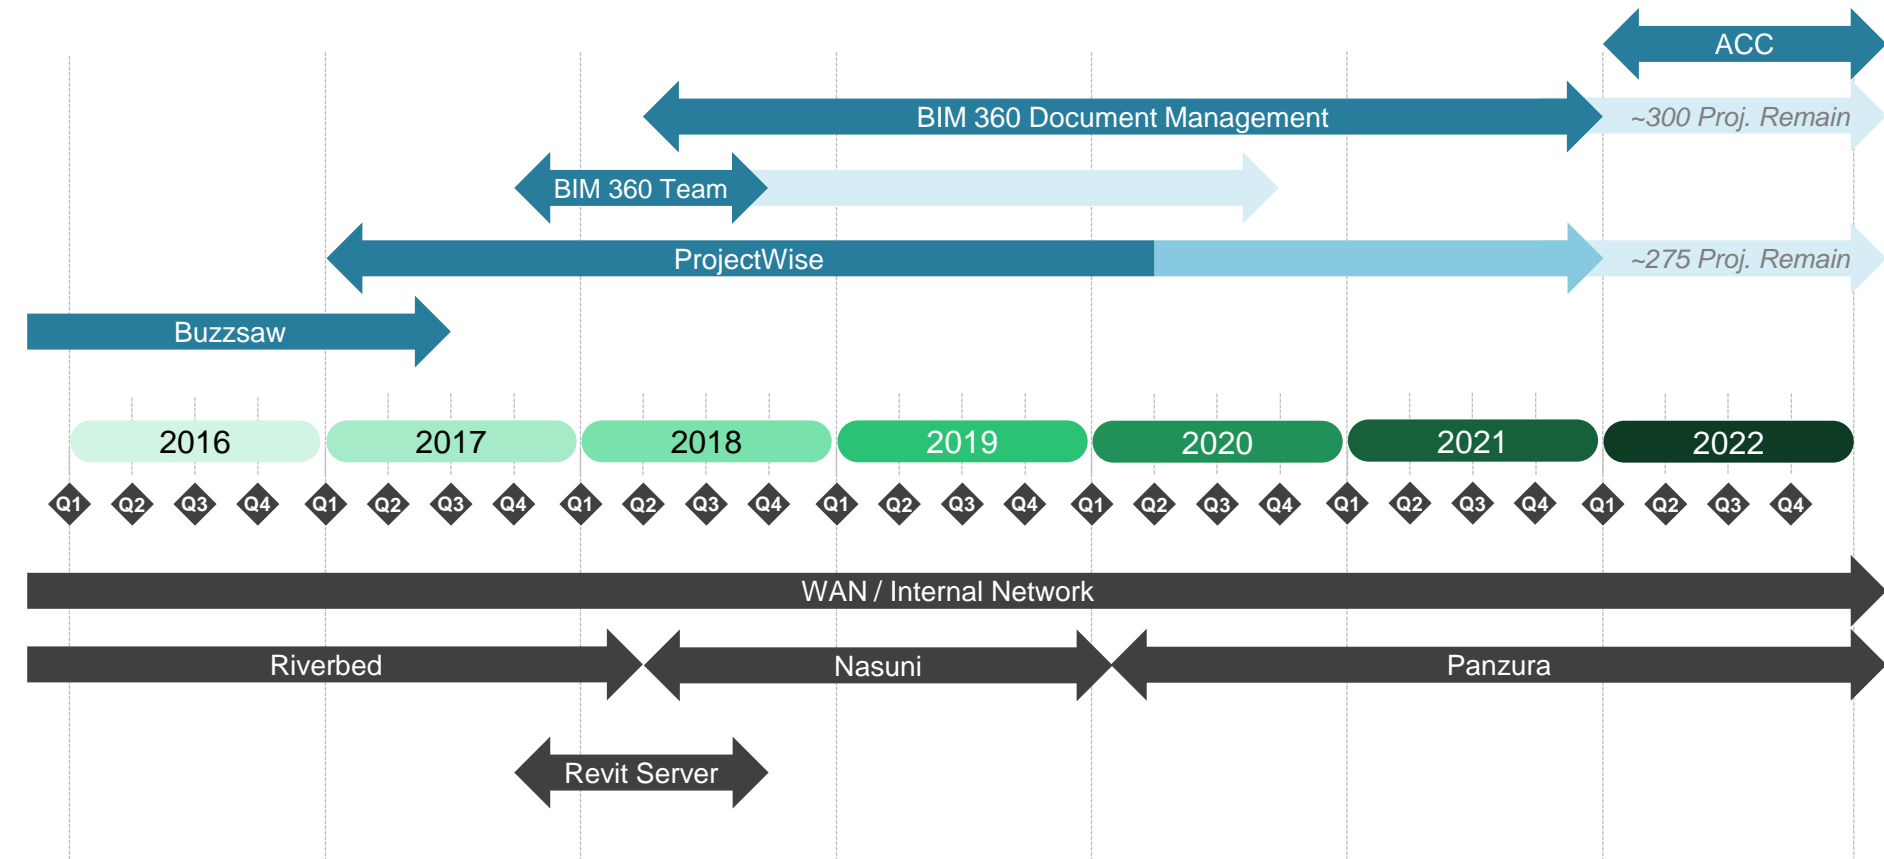 ACC
BIM 360 Document Management
~300 Proj. Remain
BIM 360 Team
ProjectWise
~275 Proj. Remain
Buzzsaw
2016 2017 2018 2019 2020 2021 2022
Q1 Q2 Q3 Q4 Q1 Q2 Q3 Q4 Q1 Q2 Q3 Q4 Q1 Q2 Q3 Q4 Q1 Q2 Q3 Q4 Q1 Q2 Q3 Q4 Q1 Q2 Q3 Q4
WAN / Internal Network
Riverbed
Nasuni
Panzura
Revit Server